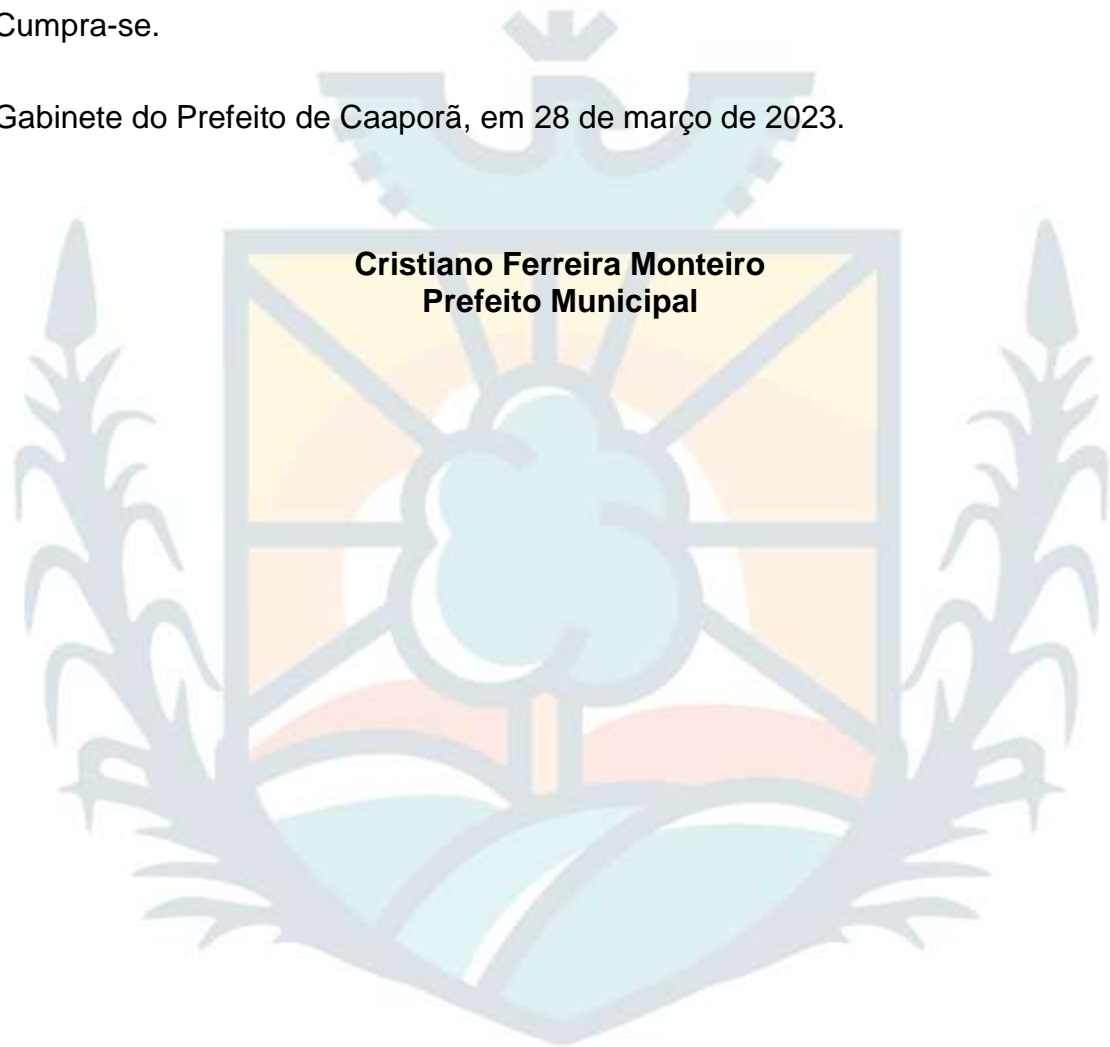 Cumpra-se.
Gabinete do Prefeito de Caaporã, em 28 de março de 2023.
Cristiano Ferreira Monteiro
Prefeito Municipal